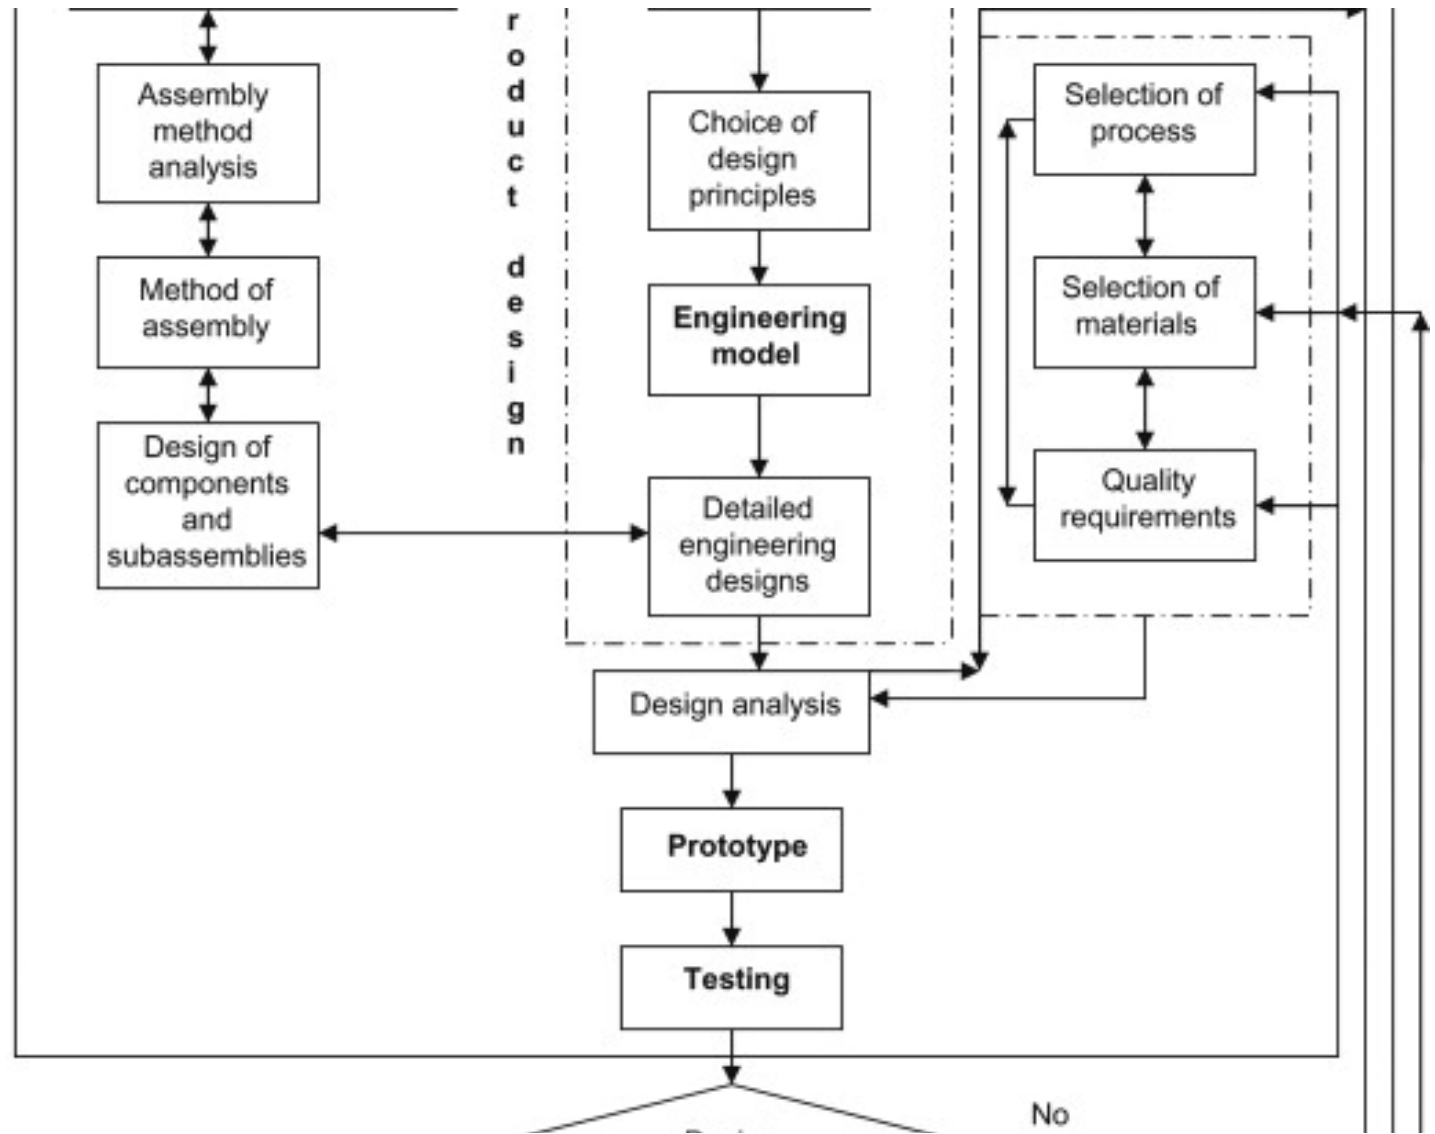 r
o
d
u
c
t
d
e
s
i
g
n
Assembly
method
analysis
Method of
assembly
Design of
components
and
subassemblies
Choice of
design
principles
Engineering
model
Detailed
engineering
designs
Selection of
process
Selection of
materials
Quality
requirements
Design analysis
Prototype
Testing
No